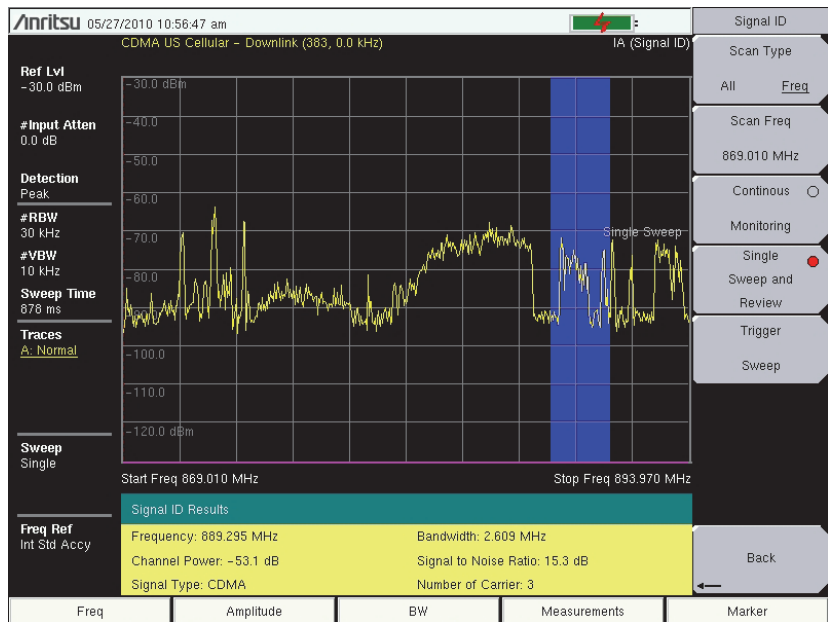 /Inritsu 05/27/2010 10:56:47 am
Signal ID
CDMA US Cellular – Downlink (383, 0.0 kHz)
IA (Signal ID)
Ref Lvl
-30.0 dBm
#Input Atten
0.0 dB
Detection
Peak
#RBW
30 kHz
#VBW
10 kHz
Sweep Time
878 ms
Traces
A: Normal
Sweep
Single
Freq Ref
Int Std Accy
-30.0 dBm
-40.0
-50.0
-60.0
-70.0
Single Sweep
-80.0
-100.0
-110.0
-120.0 dBm
Start Freq 869.010 MHz
Stop Freq 893.970 MHz
Signal ID Results
Frequency: 889.295 MHz
Bandwidth: 2.609 MHz
Channel Power: -53.1 dB
Signal to Noise Ratio: 15.3 dB
Signal Type: CDMA
Number of Carrier: 3
Scan Type
All Freq
Scan Freq
869.010 MHz
Continous
Monitoring
Single
Sweep and
Review
Trigger
Sweep
Back
Freq
Amplitude
BW
Measurements
Marker